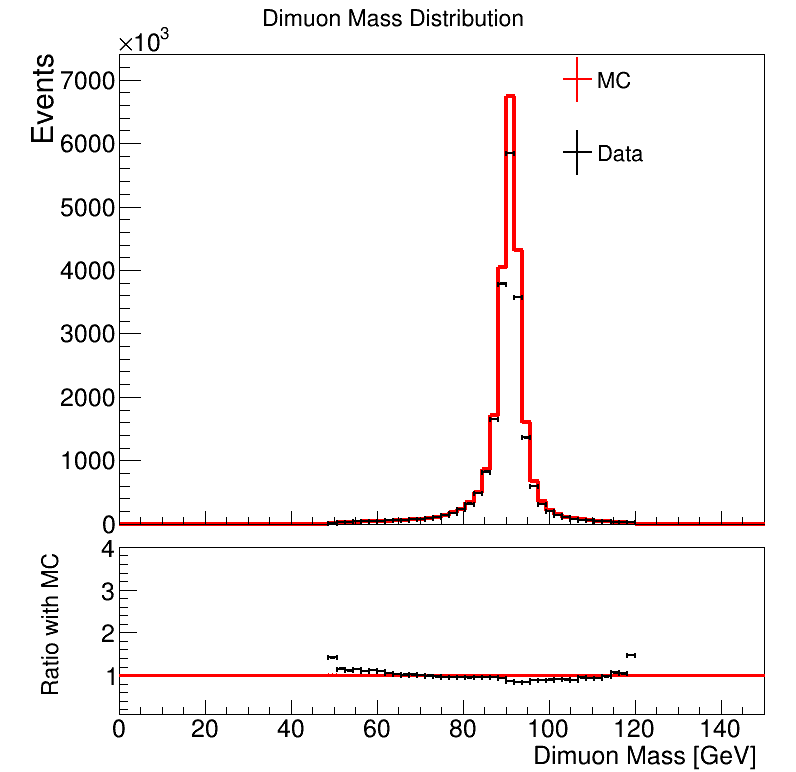 Dimuon Mass Distribution
×10³
Events
7000
6000
5000
4000
3000
2000
1000
0
MC
Data
Ratio with MC
4
3
2
1
0 20 40 60 80 100 120 140
Dimuon Mass [GeV]